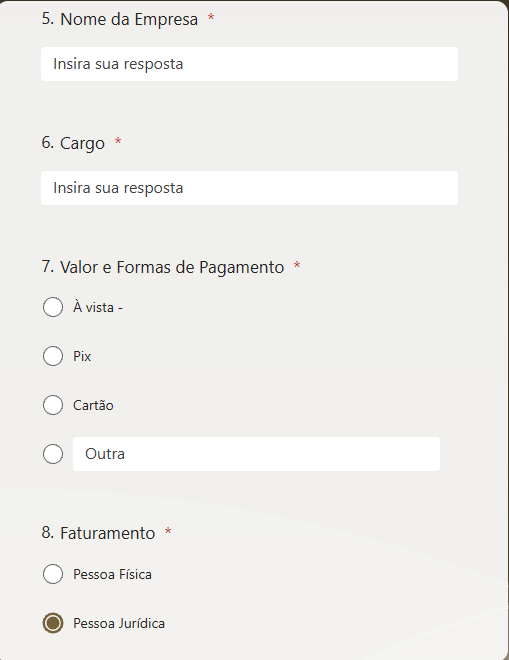 5. Nome da Empresa *
Insira sua resposta
6. Cargo *
Insira sua resposta
7. Valor e Formas de Pagamento *
À vista -
Pix
Cartão
Outra
8. Faturamento *
Pessoa Física
Pessoa Jurídica